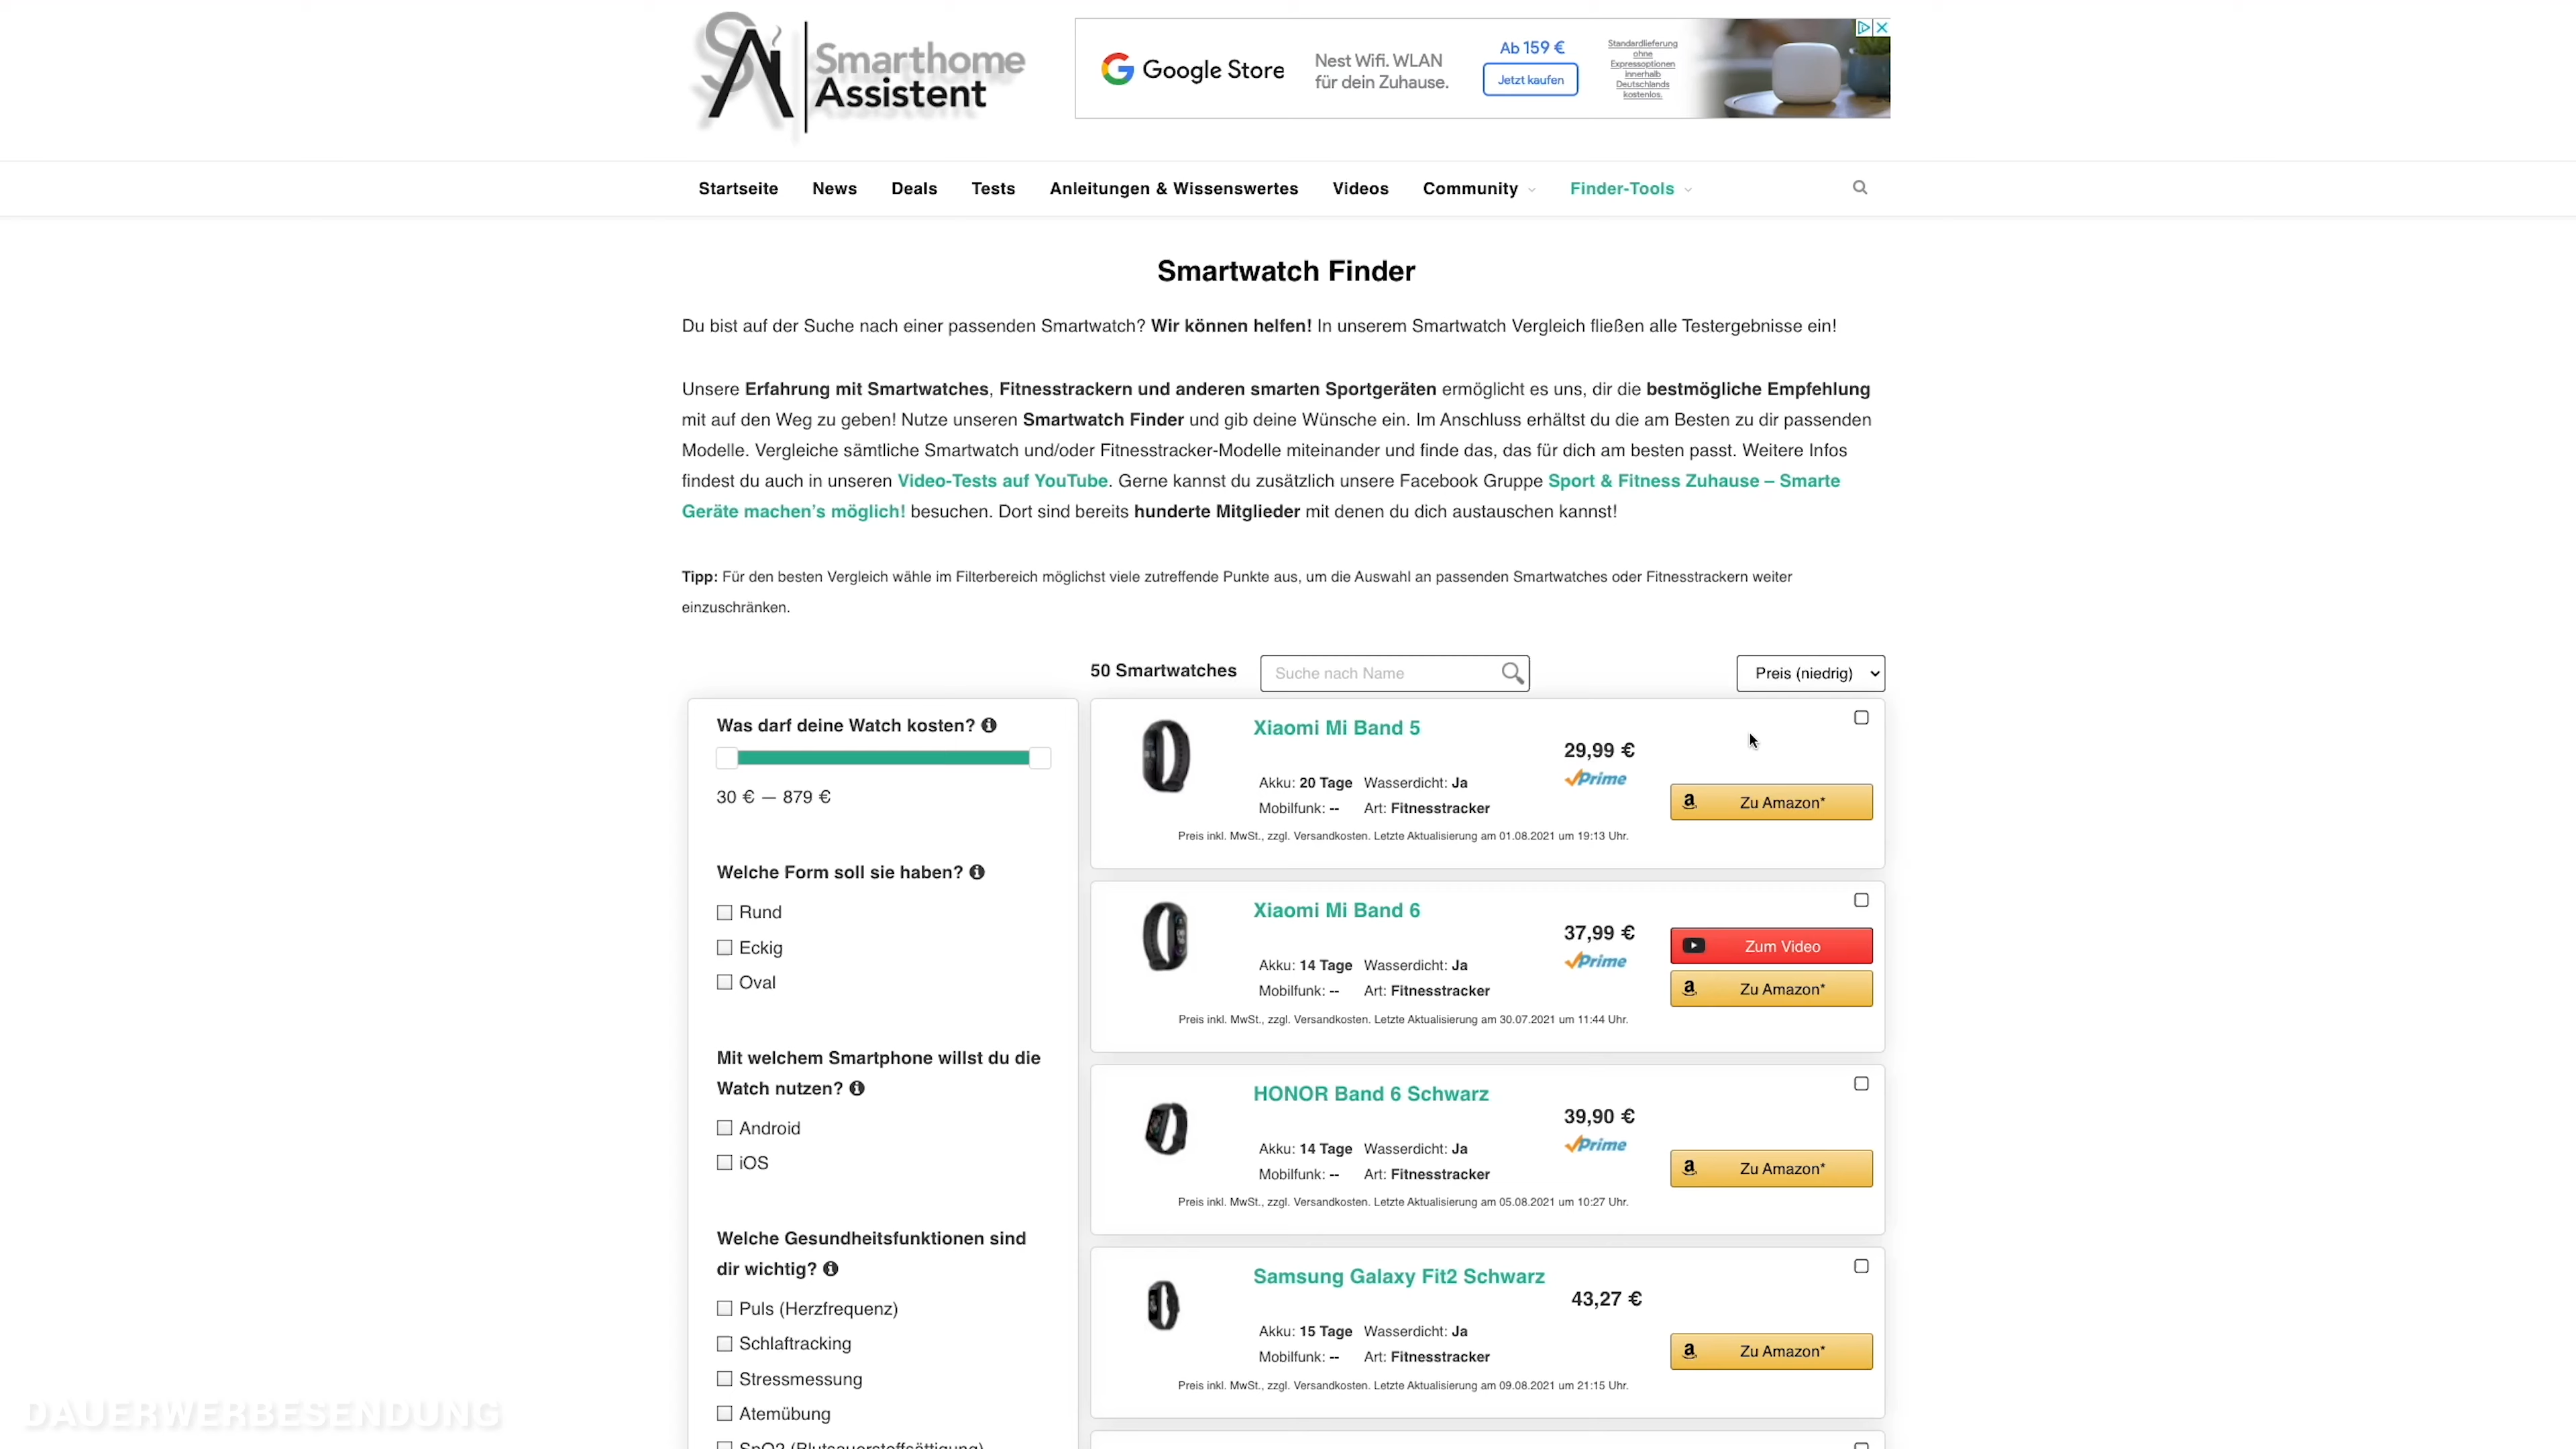 SA Smarthome
Assistent
Google Store
Nest Wifi. WLAN
für dein Zuhause.
Ab 159 €
Jetzt kaufen
Standardlieferung
ohne
Expressoptionen
innerhalb
Deutschlands
kostenlos.
Startseite News Deals Tests Anleitungen & Wissenswertes Videos Community Finder-Tools
Smartwatch Finder
Du bist auf der Suche nach einer passenden Smartwatch? Wir können helfen! In unserem Smartwatch Vergleich fließen alle Testergebnisse ein!
Unsere Erfahrung mit Smartwatches, Fitnesstrackern und anderen smarten Sportgeräten ermöglicht es uns, dir die bestmögliche Empfehlung
mit auf den Weg zu geben! Nutze unseren Smartwatch Finder und gib deine Wünsche ein. Im Anschluss erhältst du die am Besten zu dir passenden
Modelle. Vergleiche sämtliche Smartwatch und/oder Fitnesstracker-Modelle miteinander und finde das, das für dich am besten passt. Weitere Infos
findest du auch in unseren Video-Tests auf YouTube. Gerne kannst du zusätzlich unsere Facebook Gruppe Sport & Fitness Zuhause – Smarte
Geräte machen's möglich! besuchen. Dort sind bereits hunderte Mitglieder mit denen du dich austauschen kannst!
Tipp: Für den besten Vergleich wähle im Filterbereich möglichst viele zutreffende Punkte aus, um die Auswahl an passenden Smartwatches oder Fitnesstrackern weiter
einzuschränken.
50 Smartwatches Suche nach Name Preis (niedrig)
Was darf deine Watch kosten?
30 € — 879 €
Welche Form soll sie haben?
Rund
Eckig
Oval
Mit welchem Smartphone willst du die
Watch nutzen?
Android
iOS
Welche Gesundheitsfunktionen sind
dir wichtig?
Puls (Herzfrequenz)
Schlaftracking
Stressmessung
Atemübung
SpO2 (Blutsauerstoffsättigung)
Xiaomi Mi Band 5
29,99 €
Prime
Akku: 20 Tage Wasserdicht: Ja
Mobilfunk: -- Art: Fitnesstracker
Zu Amazon*
Preis inkl. MwSt., zzgl. Versandkosten. Letzte Aktualisierung am 01.08.2021 um 19:13 Uhr.
Xiaomi Mi Band 6
37,99 €
Prime
Akku: 14 Tage Wasserdicht: Ja
Mobilfunk: -- Art: Fitnesstracker
Zum Video
Zu Amazon*
Preis inkl. MwSt., zzgl. Versandkosten. Letzte Aktualisierung am 30.07.2021 um 11:44 Uhr.
HONOR Band 6 Schwarz
39,90 €
Prime
Akku: 14 Tage Wasserdicht: Ja
Mobilfunk: -- Art: Fitnesstracker
Zu Amazon*
Preis inkl. MwSt., zzgl. Versandkosten. Letzte Aktualisierung am 05.08.2021 um 10:27 Uhr.
Samsung Galaxy Fit2 Schwarz
43,27 €
Akku: 15 Tage Wasserdicht: Ja
Mobilfunk: -- Art: Fitnesstracker
Zu Amazon*
Preis inkl. MwSt., zzgl. Versandkosten. Letzte Aktualisierung am 09.08.2021 um 21:15 Uhr.
DAUERWERBESENDUNG